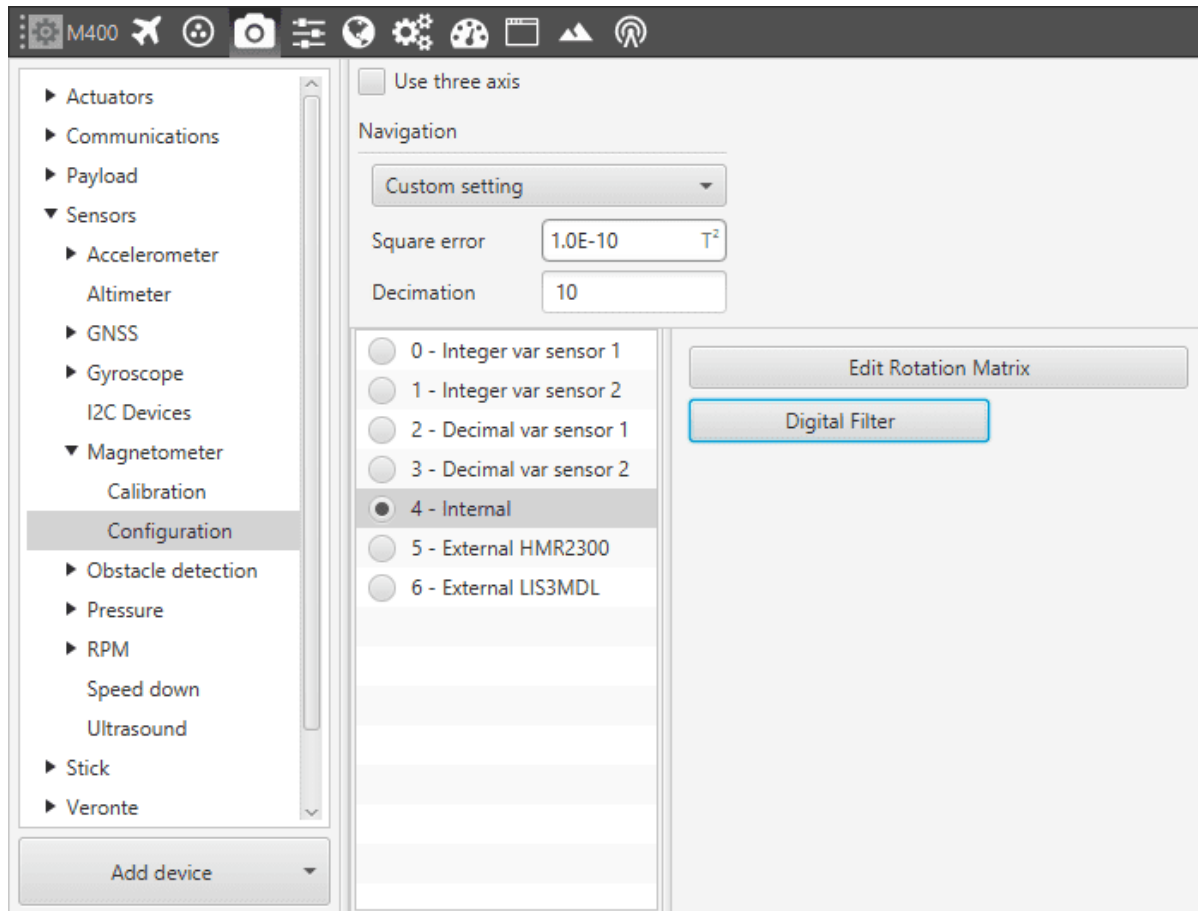 M400
Actuators
Communications
Payload
Sensors
Accelerometer
Altimeter
GNSS
Gyroscope
I2C Devices
Magnetometer
Calibration
Configuration
Obstacle detection
Pressure
RPM
Speed down
Ultrasound
Stick
Veronte
Add device
Use three axis
Navigation
Custom setting
Square error 1.0E-10 T²
Decimation 10
0 - Integer var sensor 1
1 - Integer var sensor 2
2 - Decimal var sensor 1
3 - Decimal var sensor 2
4 - Internal
5 - External HMR2300
6 - External LIS3MDL
Edit Rotation Matrix
Digital Filter